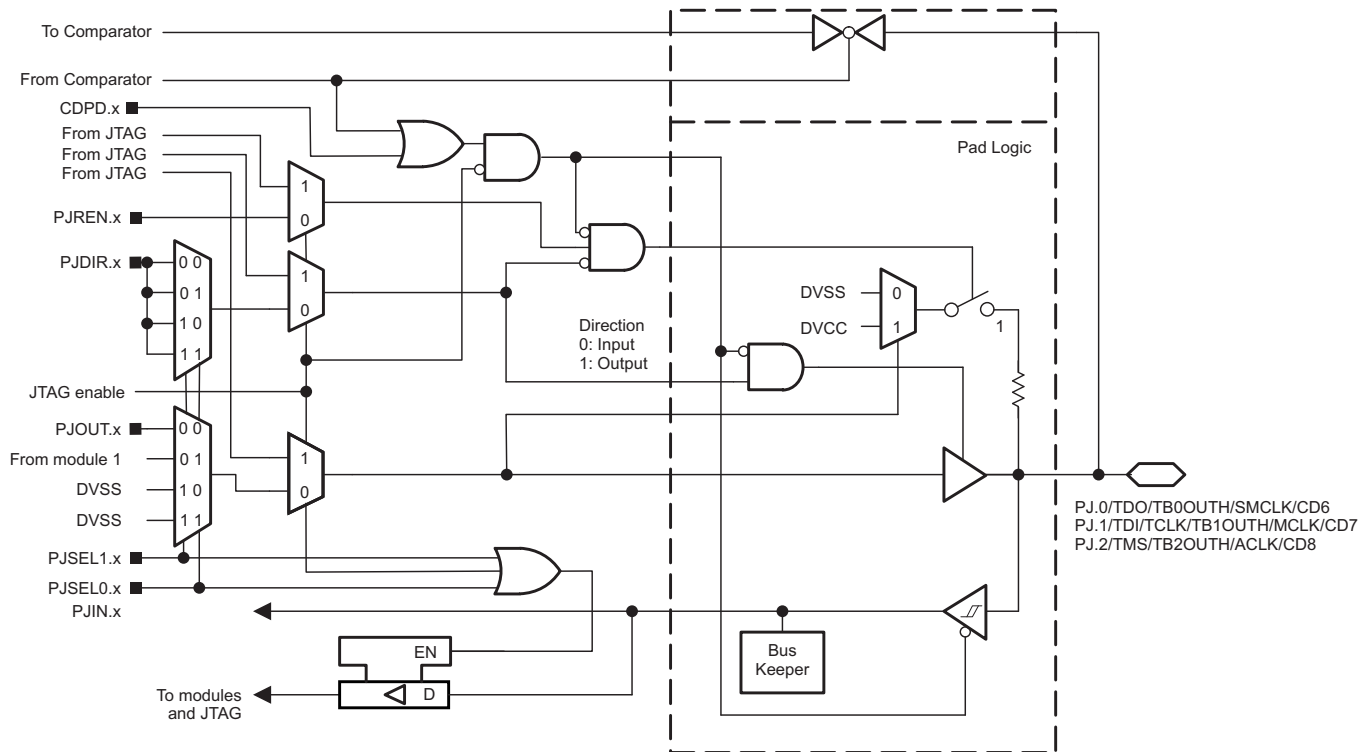 To Comparator
From Comparator
CDPD.x
From JTAG
From JTAG
From JTAG
Pad Logic
1
PJREN.x
0
PJDIR.x
0 0
1
0 1
0
1 0
1 1
DVSS
0
DVCC
1
1
Direction
0: Input
1: Output
JTAG enable
PJOUT.x
0 0
From module 1
0 1
1
DVSS
1 0
0
DVSS
1 1
PJ.0/TDO/TB0OUTH/SMCLK/CD6
PJ.1/TDI/TCLK/TB1OUTH/MCLK/CD7
PJ.2/TMS/TB2OUTH/ACLK/CD8
PJSEL1.x
PJSEL0.x
PJIN.x
EN
Bus
Keeper
D
To modules
and JTAG